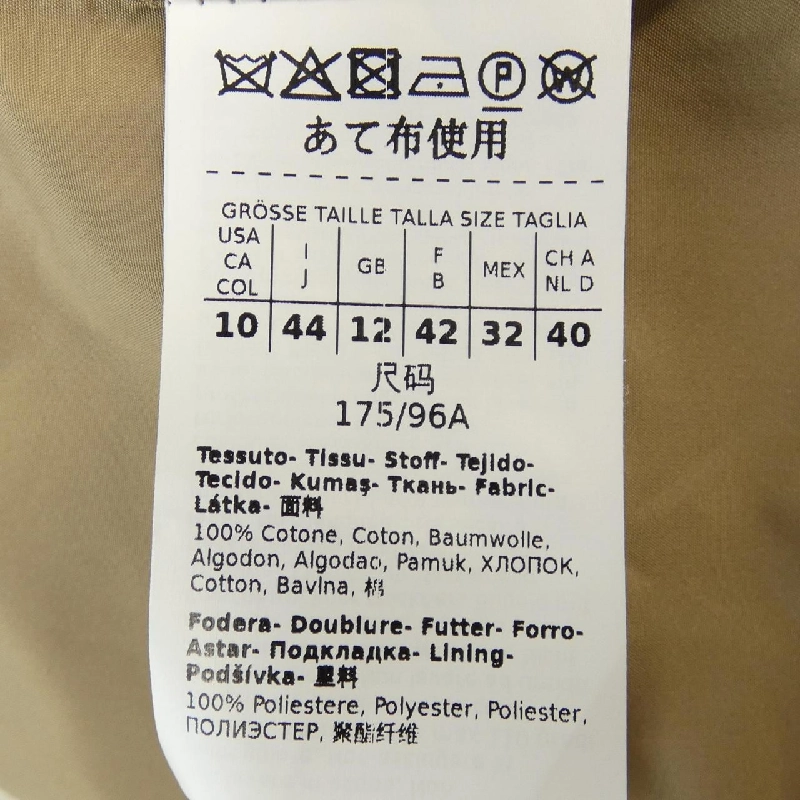 P W
あて布使用
GRÖSSE TAILLE TALLA SIZE TAGLIA
USA CA COL I J GB F B MEX CH A NL D
10 44 12 42 32 40
尺码
175/96A
Tessuto- Tissu- Stoff- Tejido-
Tecido- Kumaş- Ткань- Fabric-
Látka- 面料
100% Cotone, Coton, Baumwolle,
Algodon, Algodao, Pamuk, ХЛОПОК,
Cotton, Bavlna, 棉
Fodera- Doublure- Futter- Forro-
Astar- Подкладка- Lining-
Podšívka- 里料
100% Poliestere, Polyester, Poliester,
ПОЛИЭСТЕР, 聚酯纤维